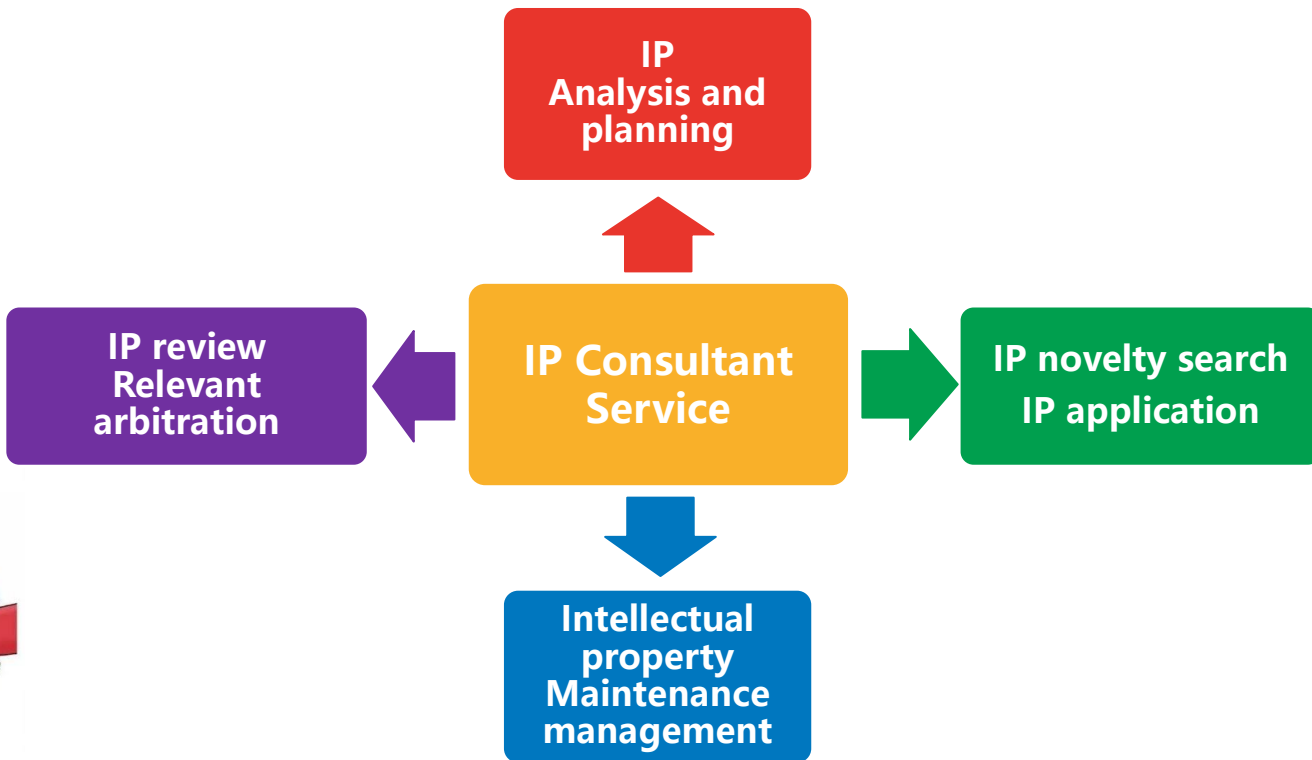 IP
Analysis and
planning
IP review
Relevant
arbitration
IP Consultant
Service
IP novelty search
IP application
Intellectual
property
Maintenance
management